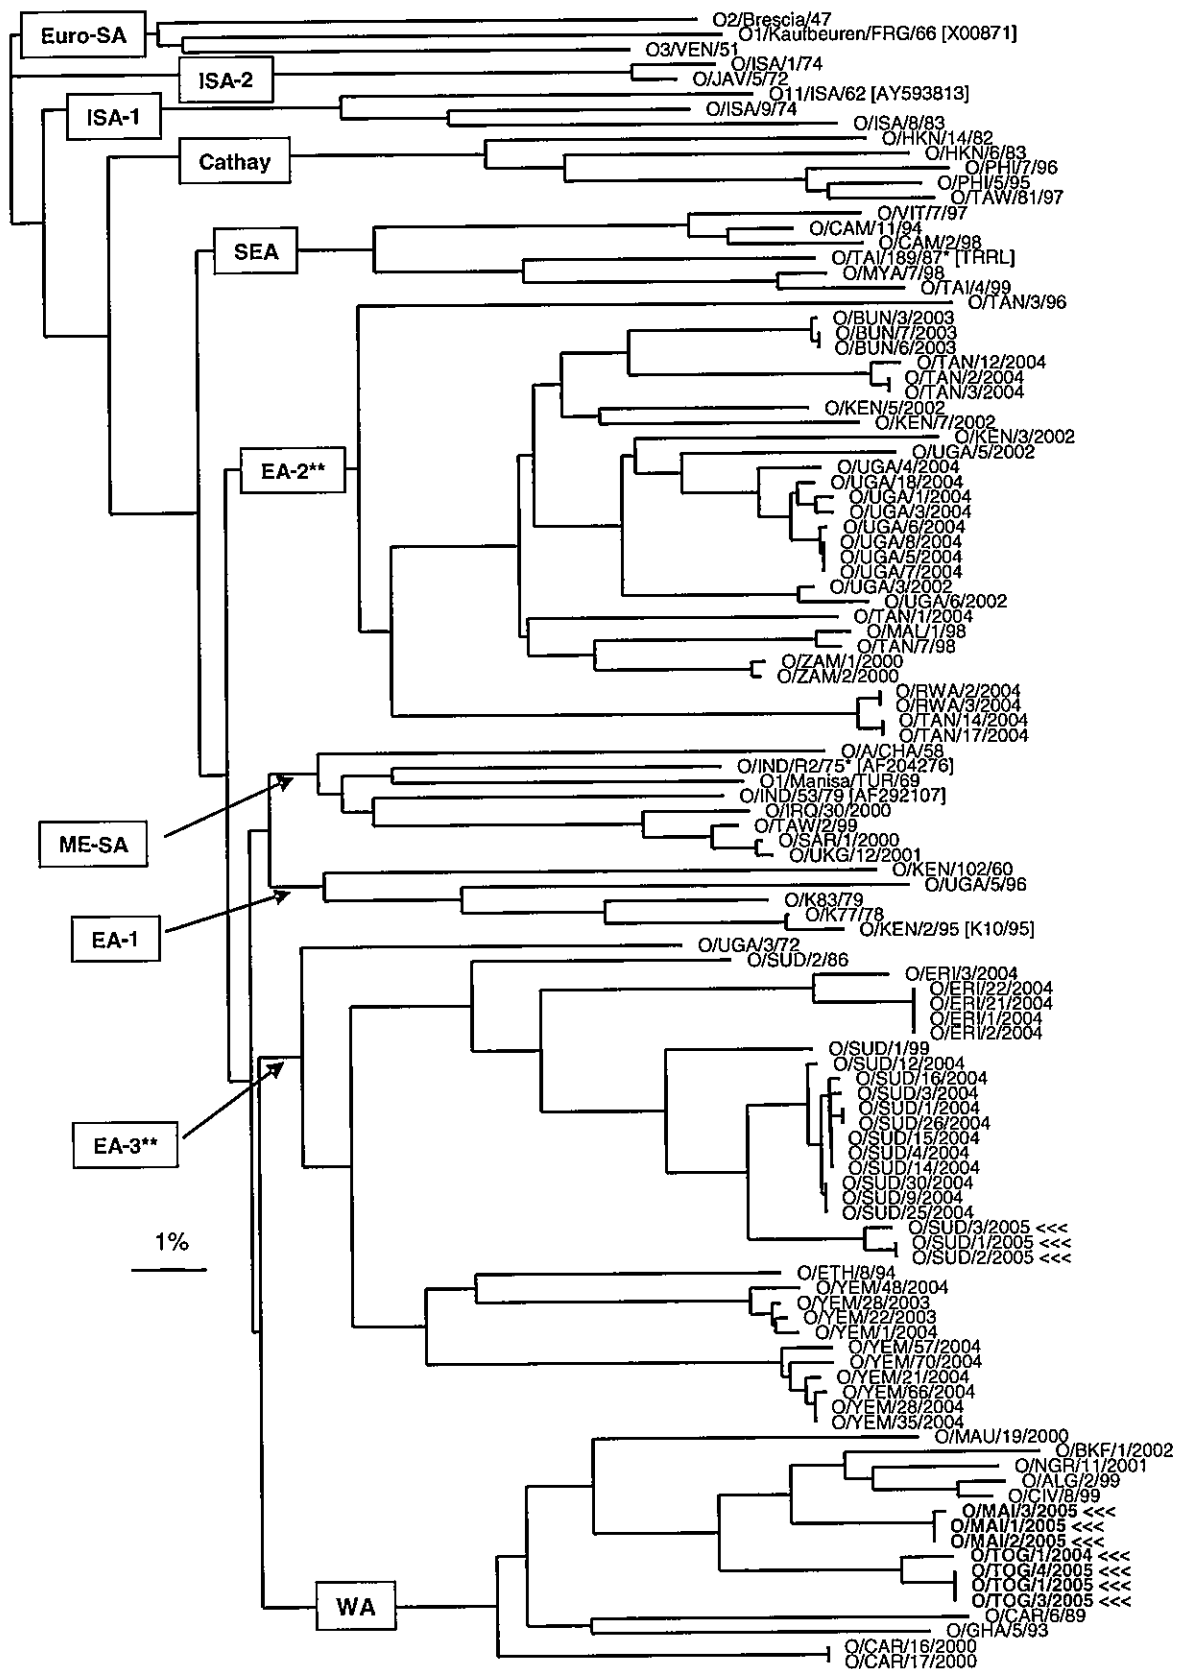 O2/Brescia/47
Euro-SA
O1/Kaufbeuren/FRG/66 [X00871]
O3/VEN/51
O/ISA/1/74
ISA-2
O/JAV/5/72
O11/ISA/62 [AY593813]
ISA-1
O/ISA/9/74
O/ISA/8/83
O/HKN/14/82
Cathay
O/HKN/6/83
O/PHI/7/96
O/PHI/5/95
O/TAW/81/97
O/VIT/7/97
O/CAM/11/94
SEA
O/CAM/2/98
O/TAI/189/87* [TRRL]
O/MYA/7/98
O/TAI/4/99
O/TAN/3/96
O/BUN/3/2003
O/BUN/7/2003
O/BUN/6/2003
O/TAN/12/2004
O/TAN/2/2004
O/TAN/3/2004
O/KEN/5/2002
O/KEN/7/2002
O/KEN/3/2002
O/UGA/5/2002
EA-2**
O/UGA/4/2004
O/UGA/18/2004
O/UGA/1/2004
O/UGA/3/2004
O/UGA/6/2004
O/UGA/8/2004
O/UGA/5/2004
O/UGA/7/2004
O/UGA/3/2002
O/UGA/6/2002
O/TAN/1/2004
O/MAL/1/98
O/TAN/7/98
O/ZAM/1/2000
O/ZAM/2/2000
O/RWA/2/2004
O/RWA/3/2004
O/TAN/14/2004
O/TAN/17/2004
O/A/CHA/58
O/IND/R2/75* [AF204276]
O1/Manisa/TUR/69
O/IND/53/79 [AF292107]
O/IRQ/30/2000
O/TAW/2/99
O/SAR/1/2000
ME-SA
O/UKG/12/2001
O/KEN/102/60
O/UGA/5/96
O/K83/79
O/K77/78
O/KEN/2/95 [K10/95]
EA-1
O/UGA/3/72
O/SUD/2/86
O/ERI/3/2004
O/ERI/22/2004
O/ERI/21/2004
O/ERI/1/2004
O/ERI/2/2004
O/SUD/1/99
O/SUD/12/2004
O/SUD/16/2004
O/SUD/3/2004
O/SUD/1/2004
O/SUD/26/2004
O/SUD/15/2004
EA-3**
O/SUD/4/2004
O/SUD/14/2004
O/SUD/30/2004
O/SUD/9/2004
O/SUD/25/2004
O/SUD/3/2005 <<<
1%
O/SUD/1/2005 <<<
O/SUD/2/2005 <<<
O/ETH/8/94
O/YEM/48/2004
O/YEM/28/2003
O/YEM/22/2003
O/YEM/1/2004
O/YEM/57/2004
O/YEM/70/2004
O/YEM/21/2004
O/YEM/66/2004
O/YEM/28/2004
O/YEM/35/2004
O/MAU/19/2000
O/BKF/1/2002
O/NGR/11/2001
O/ALG/2/99
O/CIV/8/99
O/MAI/3/2005 <<<
O/MAI/1/2005 <<<
O/MAI/2/2005 <<<
O/TOG/1/2004 <<<
O/TOG/4/2005 <<<
O/TOG/1/2005 <<<
O/TOG/3/2005 <<<
WA
O/CAR/6/89
O/GHA/5/93
O/CAR/16/2000
O/CAR/17/2000